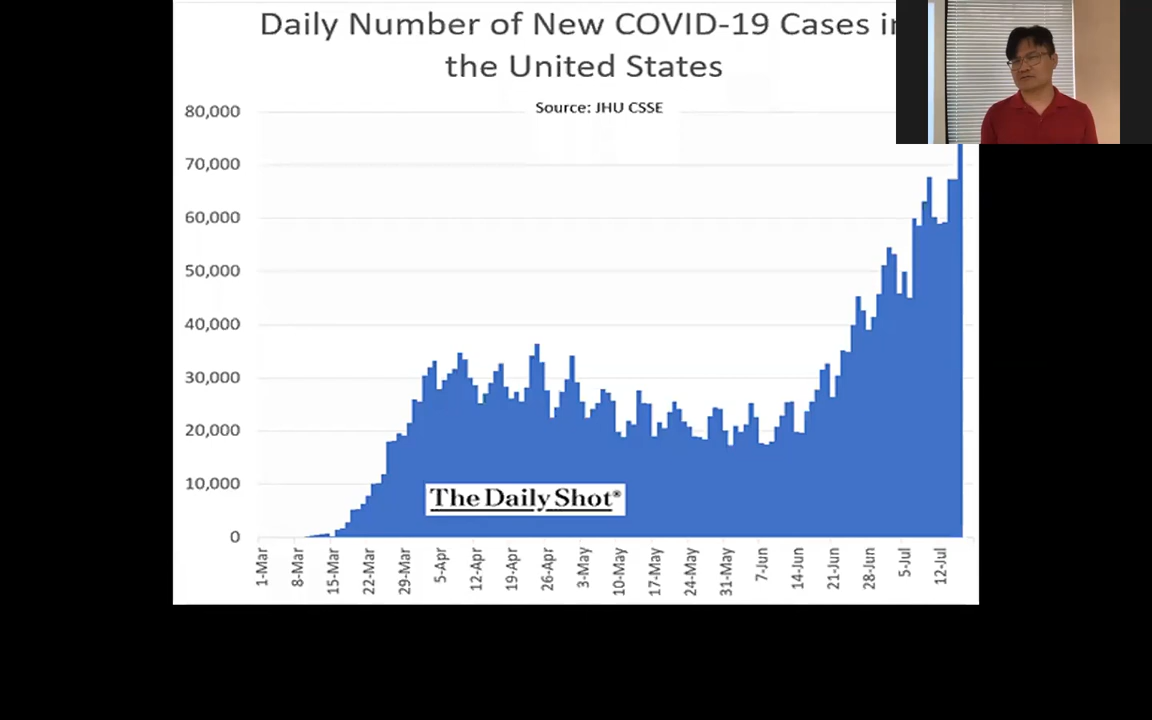 Daily Number of New COVID-19 Cases
the United States
Source: JHU CSSE
80,000
70,000
60,000
50,000
40,000
30,000
20,000
10,000
0
The Daily Shot®
1-Mar
8-Mar
15-Mar
22-Mar
29-Mar
5-Apr
12-Apr
19-Apr
26-Apr
3-May
10-May
17-May
24-May
31-May
7-Jun
14-Jun
21-Jun
28-Jun
5-Jul
12-Jul